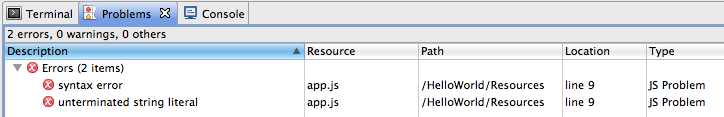 Terminal Problems Console
2 errors, 0 warnings, 0 others
Description Resource Path Location Type
Errors (2 items)
syntax error app.js /HelloWorld/Resources line 9 JS Problem
unterminated string literal app.js /HelloWorld/Resources line 9 JS Problem